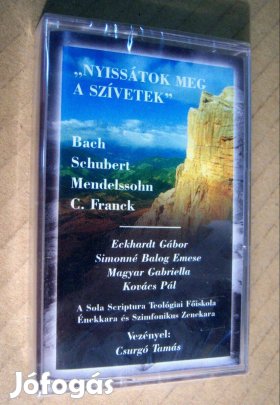 „NYISSÁTOK MEG
A SZÍVETEK"
Bach
Schubert
Mendelssohn
C. Franck
Eckhardt Gábor
Simonné Balog Emese
Magyar Gabriella
Kovács Pál
A Sola Scriptura Teológiai Főiskola
Énekkara és Szimfonikus Zenekara
Vezényel:
Csurgó Tamás
Jófogás